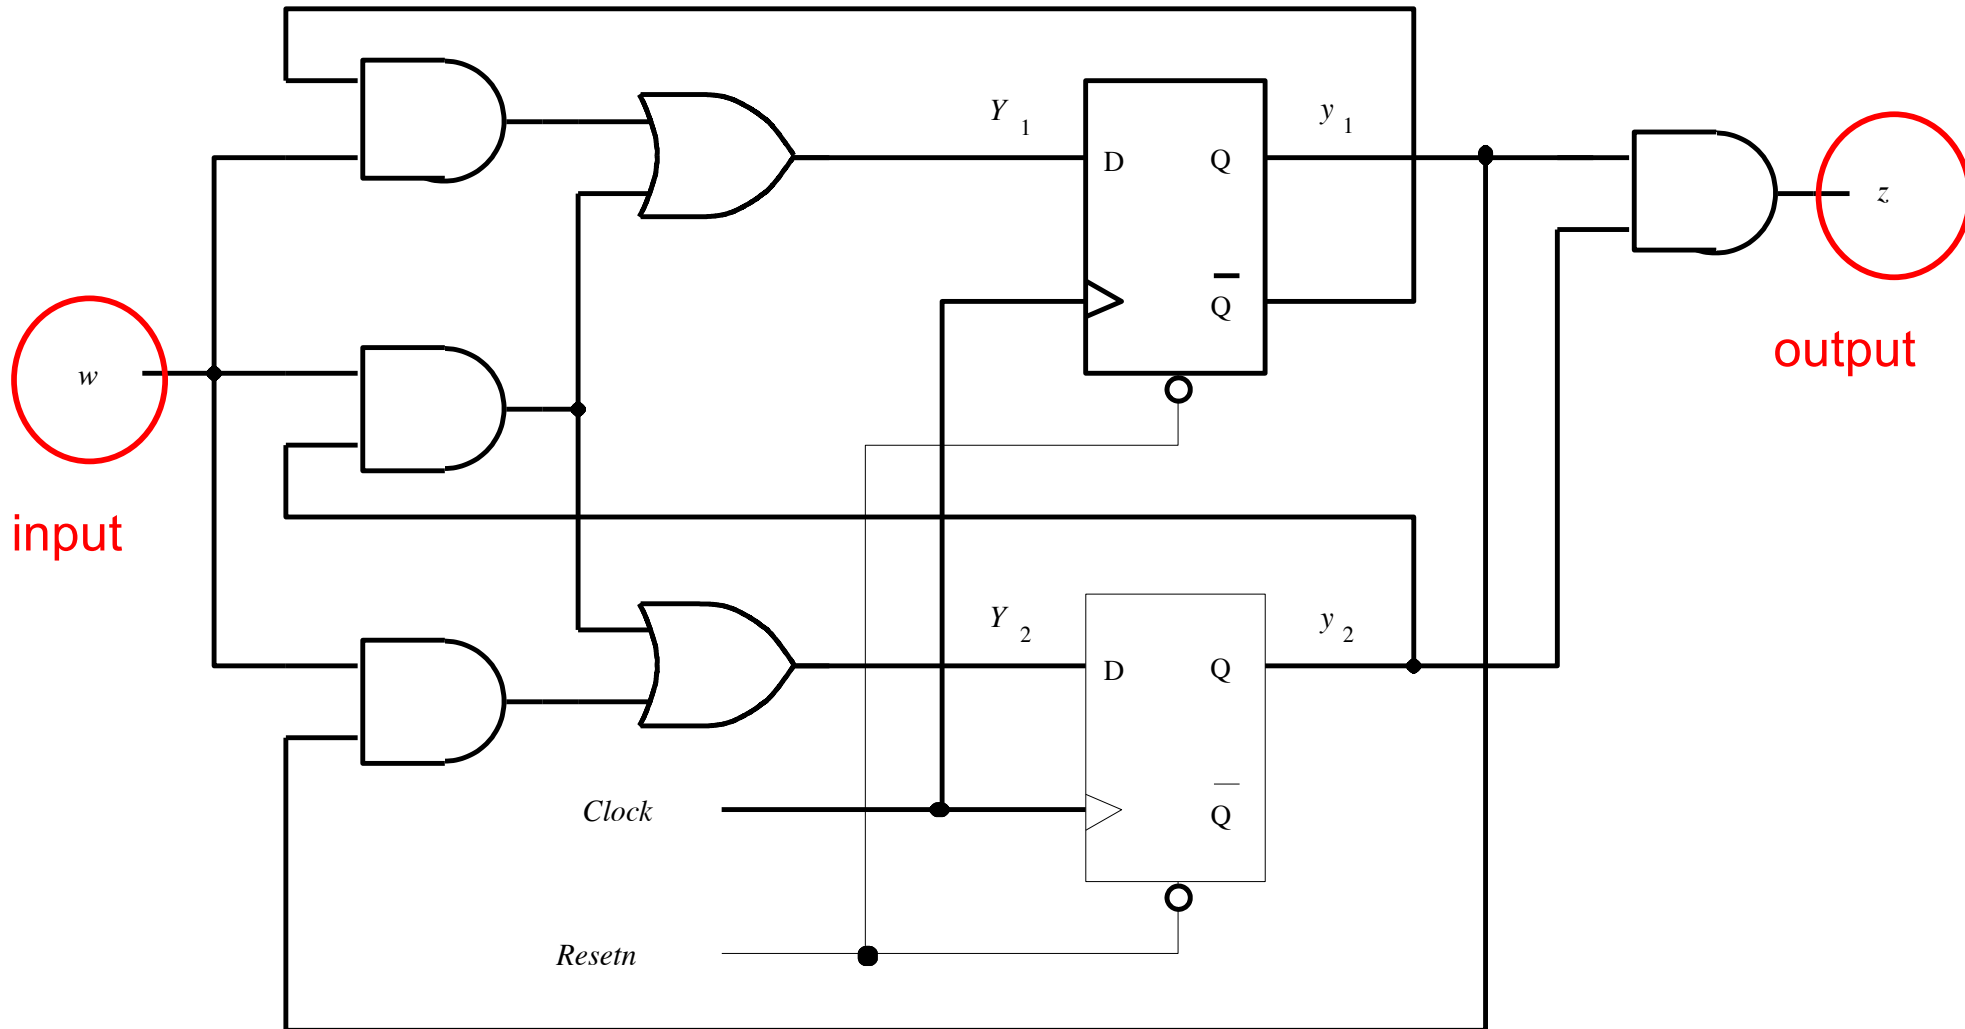 Y1
y1
D
Q
z
Q̅
output
w
input
Y2
y2
D
Q
Clock
Q̅
Resetn